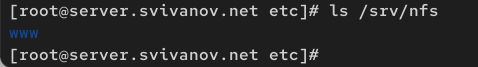 [root@server.svivanov.net etc]# ls /srv/nfs
www
[root@server.svivanov.net etc]#